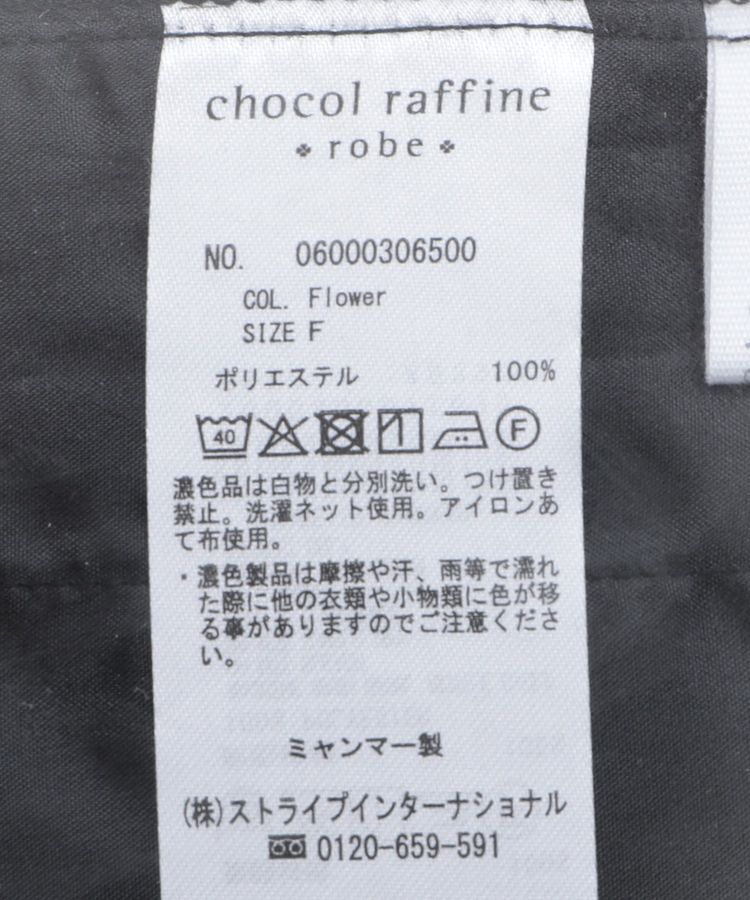 chocol raffine
robe
NO. 06000306500
COL. Flower
SIZE F
ポリエステル 100%
40 F
濃色品は白物と分別洗い。つけ置き
禁止。洗濯ネット使用。アイロンあ
て布使用。
・濃色製品は摩擦や汗、雨等で濡れ
た際に他の衣類や小物類に色が移
る事がありますのでご注意くださ
い。
ミャンマー製
(株)ストライプインターナショナル
0120-659-591